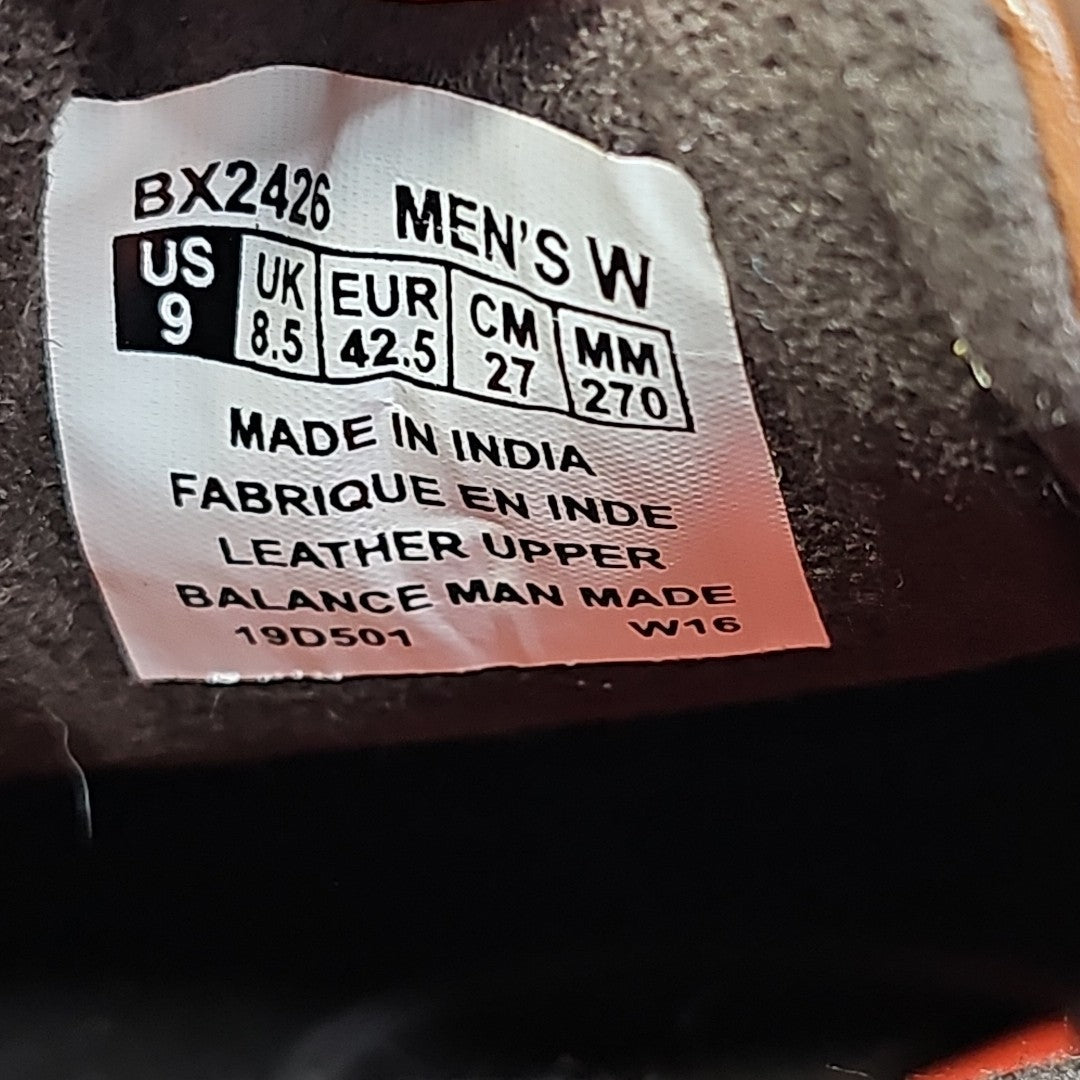 BX2426 MEN'S W
US UK EUR CM MM
9 8.5 42.5 27 270
MADE IN INDIA
FABRIQUE EN INDE
LEATHER UPPER
BALANCE MAN MADE
19D501 W16